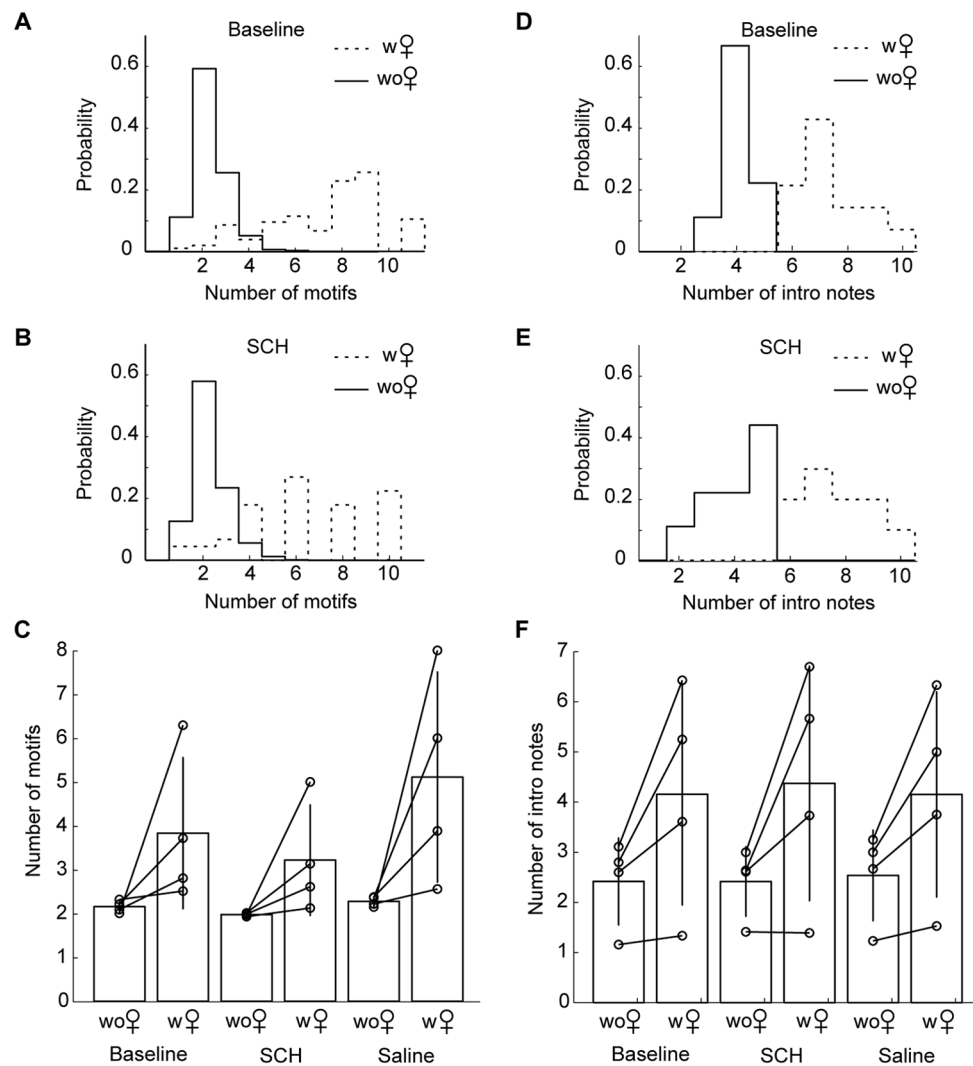 A
Baseline
w♀
wo♀
Probability
0.6
0.4
0.2
0
2 4 6 8 10
Number of motifs
D
Baseline
w♀
wo♀
Probability
0.6
0.4
0.2
0
2 4 6 8 10
Number of intro notes
B
SCH
w♀
wo♀
Probability
0.6
0.4
0.2
0
2 4 6 8 10
Number of motifs
E
SCH
w♀
wo♀
Probability
0.6
0.4
0.2
0
2 4 6 8 10
Number of intro notes
C
Number of motifs
8
7
6
5
4
3
2
1
0
wo♀ w♀ wo♀ w♀ wo♀ w♀
Baseline SCH Saline
F
Number of intro notes
7
6
5
4
3
2
1
0
wo♀ w♀ wo♀ w♀ wo♀ w♀
Baseline SCH Saline